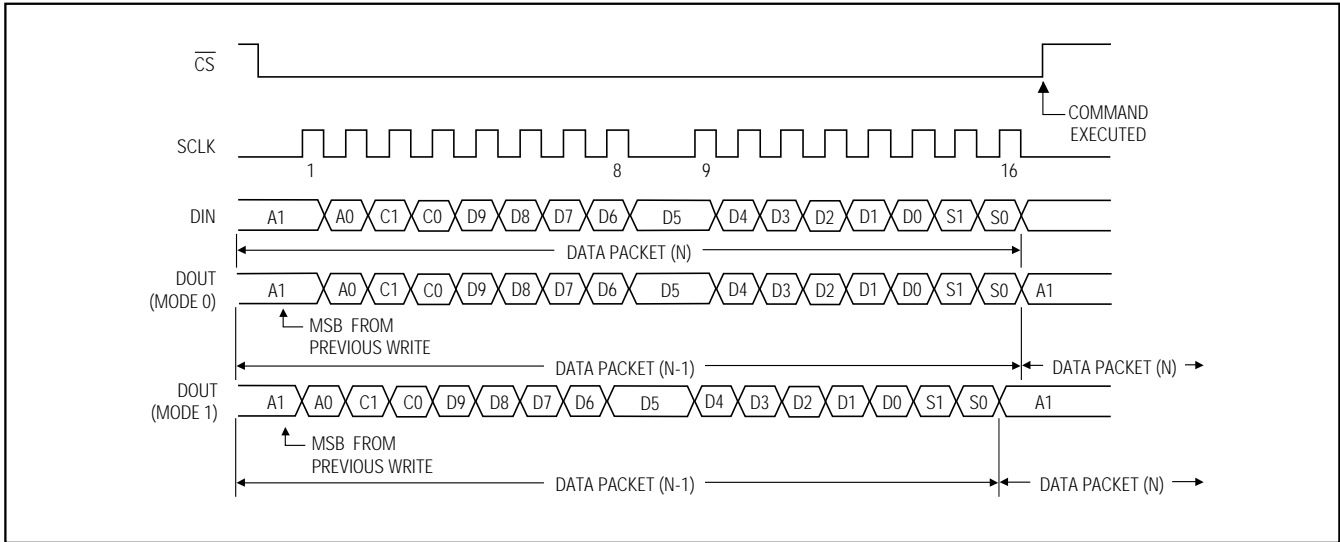 CS
COMMAND
EXECUTED
SCLK
1 8 9 16
DIN A1 A0 C1 C0 D9 D8 D7 D6 D5 D4 D3 D2 D1 D0 S1 S0
DATA PACKET (N)
DOUT
(MODE 0)
A1 A0 C1 C0 D9 D8 D7 D6 D5 D4 D3 D2 D1 D0 S1 S0 A1
MSB FROM
PREVIOUS WRITE
DATA PACKET (N-1) DATA PACKET (N)
DOUT
(MODE 1)
A1 A0 C1 C0 D9 D8 D7 D6 D5 D4 D3 D2 D1 D0 S1 S0 A1
MSB FROM
PREVIOUS WRITE
DATA PACKET (N-1) DATA PACKET (N)